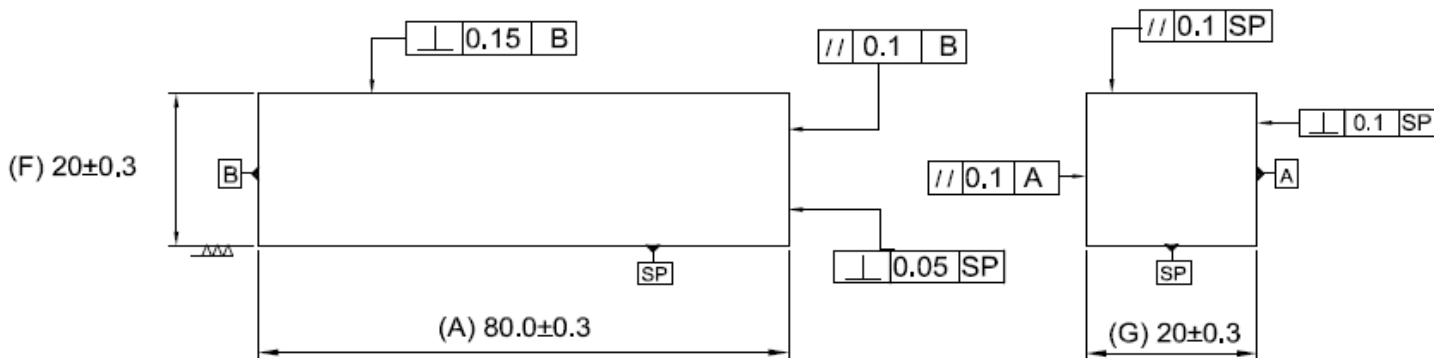 ⊥ 0.15 B
// 0.1 B
// 0.1 SP
⊥ 0.1 SP
(F) 20±0.3
B
// 0.1 A
A
SP
⊥ 0.05 SP
SP
(A) 80.0±0.3
(G) 20±0.3